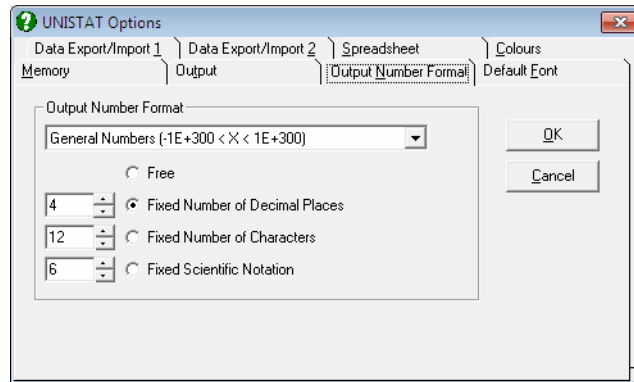 UNISTAT Options
Data Export/Import 1 Data Export/Import 2 Spreadsheet Colours
Memory Output Output Number Format Default Font
Output Number Format
General Numbers (-1E+300 < X < 1E+300)
OK
Free
Cancel
4 Fixed Number of Decimal Places
12 Fixed Number of Characters
6 Fixed Scientific Notation